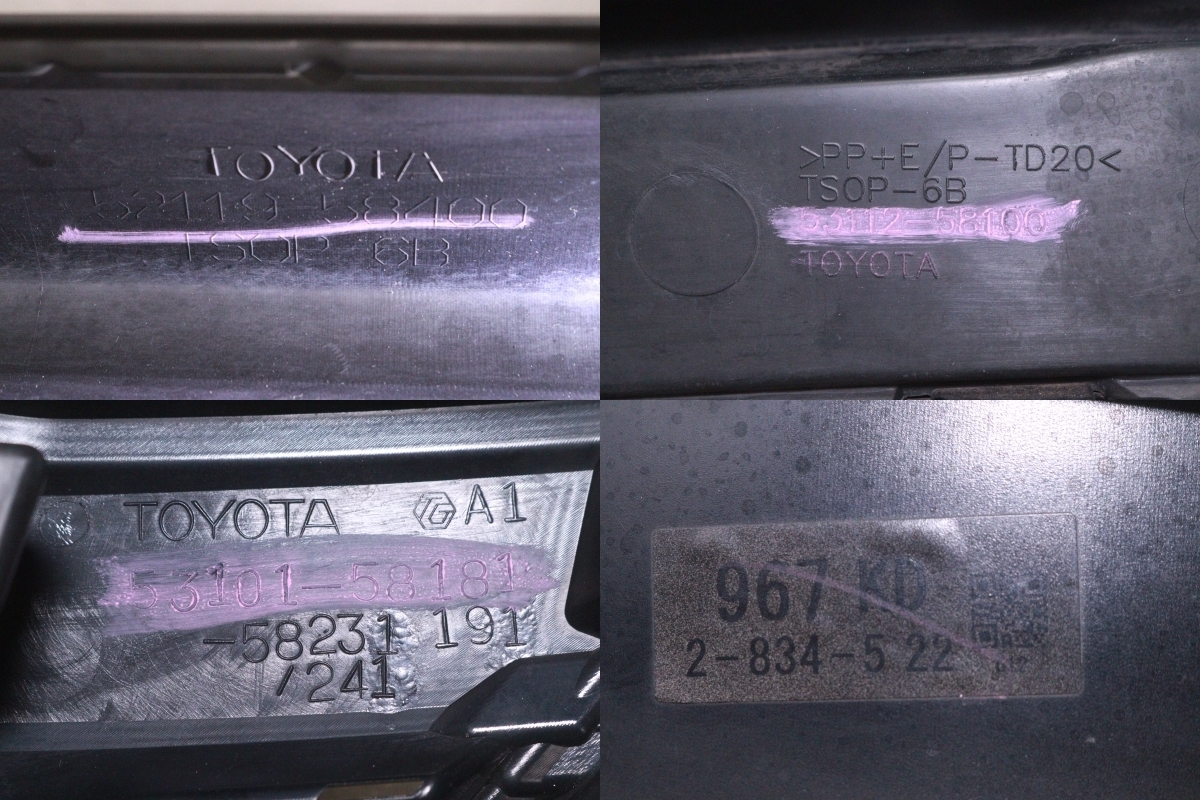 TOYOTA
52119-58400
TSOP-6B
>PP+E/P-TD20<
TSOP-6B
53112-58100
TOYOTA
TOYOTA TG A1
53101-58181
-58231 191
/241
967 KD
2-834-5 22